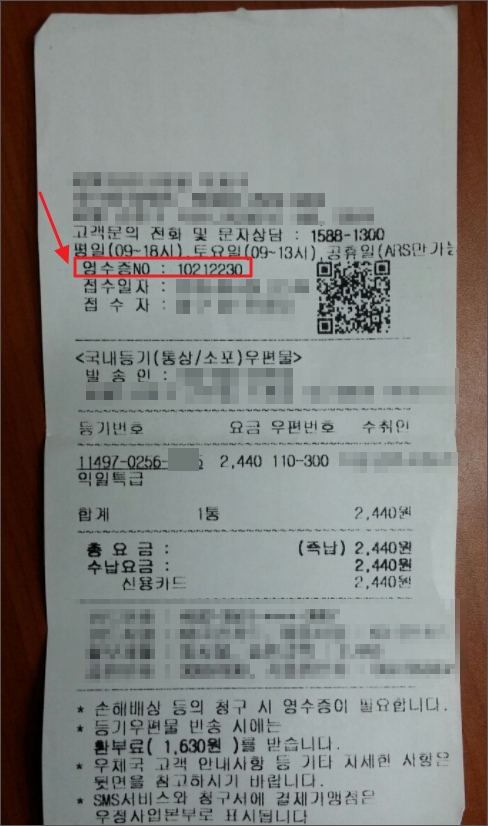 고객문의 전화 및 문자상담 : 1588-1300
평일(09~18시),토요일(09~13시),공휴일(ARS만가능
영수증NO : 10212230
접수일자 :
접 수 자 :
<국내등기(통상/소포)우편물>
발 송 인 :
등기번호 요금 우편번호 수취인
11497-0256- 2,440 110-300
익일특급
합계 1통 2,440원
총 요 금 : (즉납) 2,440원
수납요금 : 2,440원
신용카드 2,440원
* 손해배상 등의 청구 시 영수증이 필요합니다.
* 등기우편물 반송 시에는
환부료( 1,630원 )를 받습니다.
* 우체국 고객 안내사항 등 기타 자세한 사항은
뒷면을 참고하시기 바랍니다.
* SMS서비스와 청구서에 결제가맹점은
우정사업본부로 표시됩니다